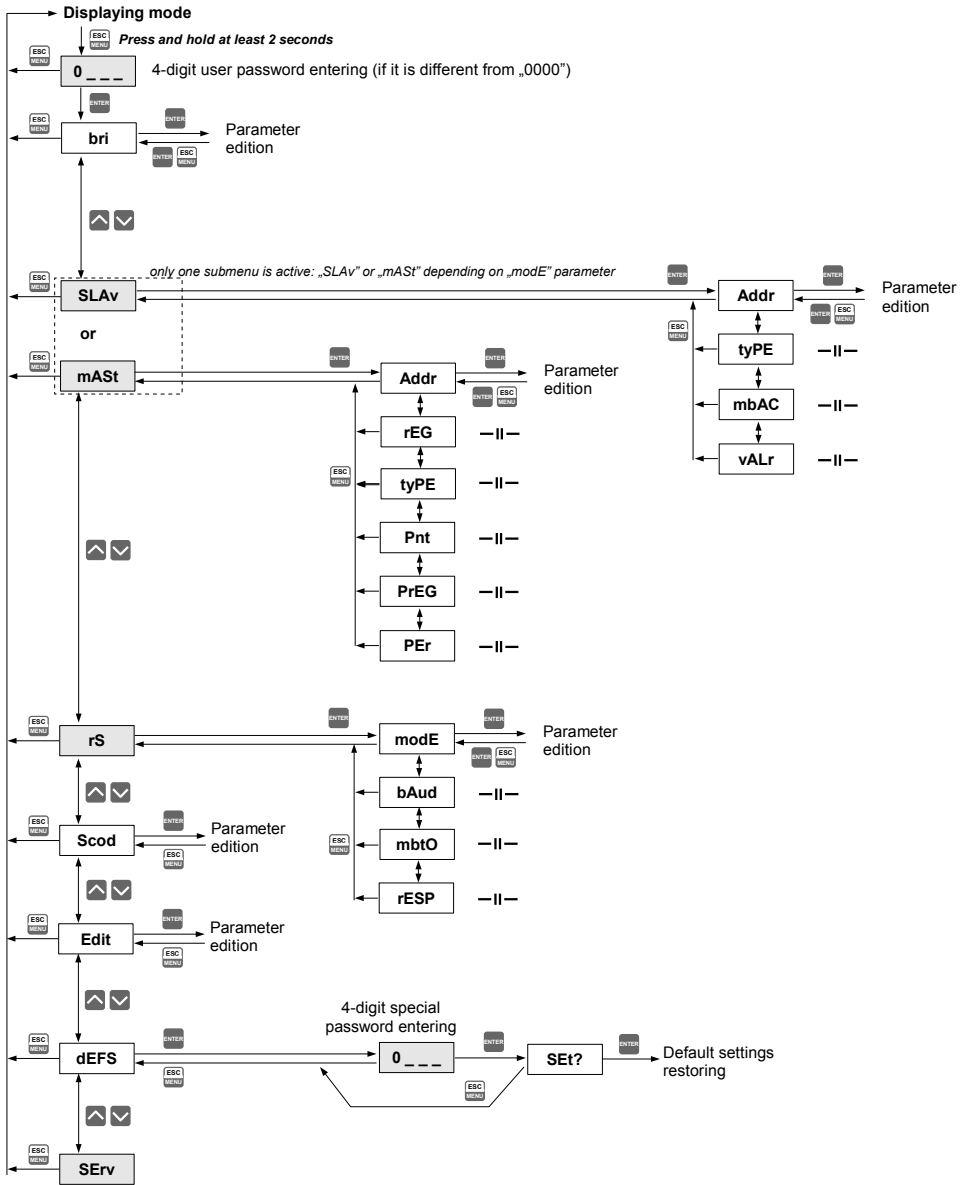 Displaying mode
ESC
MENU
Press and hold at least 2 seconds
ESC
MENU
0 _ _ _
4-digit user password entering (if it is different from „0000”)
ENTER
ESC
MENU
bri
ENTER
ENTER
ESC
MENU
Parameter
edition
only one submenu is active: „SLAv” or „mASt” depending on „modE” parameter
ESC
MENU
SLAv
ENTER
Addr
ENTER
ENTER
ESC
MENU
Parameter
edition
or
ESC
MENU
tyPE
—II—
mbAC
—II—
vALr
—II—
ESC
MENU
mASt
ENTER
Addr
ENTER
ENTER
ESC
MENU
Parameter
edition
rEG
—II—
ESC
MENU
tyPE
—II—
Pnt
—II—
PrEG
—II—
PEr
—II—
ESC
MENU
rS
ENTER
modE
ENTER
ENTER
ESC
MENU
Parameter
edition
bAud
—II—
ESC
MENU
mbtO
—II—
rESP
—II—
ESC
MENU
Scod
ENTER
ESC
MENU
Parameter
edition
ESC
MENU
Edit
ENTER
ESC
MENU
Parameter
edition
4-digit special
password entering
ESC
MENU
dEFS
ENTER
ESC
MENU
0 _ _ _
ENTER
SEt?
ENTER
Default settings
restoring
ESC
MENU
ESC
MENU
SErv